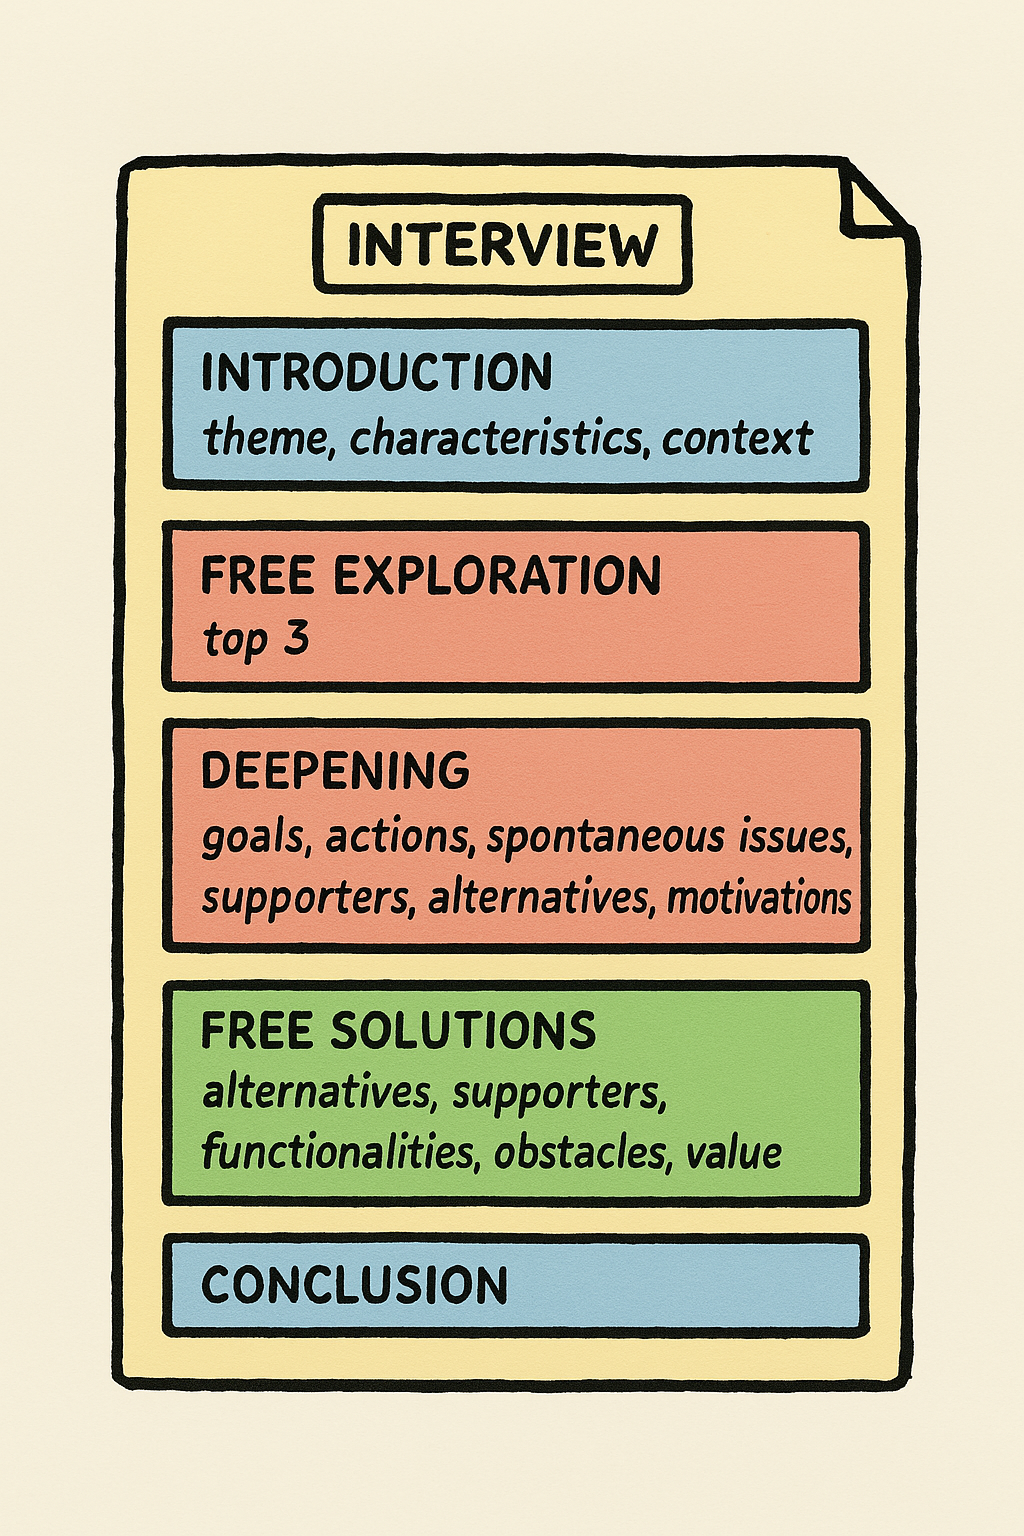 INTERVIEW
INTRODUCTION
theme, characteristics, context
FREE EXPLORATION
top 3
DEEPENING
goals, actions, spontaneous issues,
supporters, alternatives, motivations
FREE SOLUTIONS
alternatives, supporters,
functionalities, obstacles, value
CONCLUSION